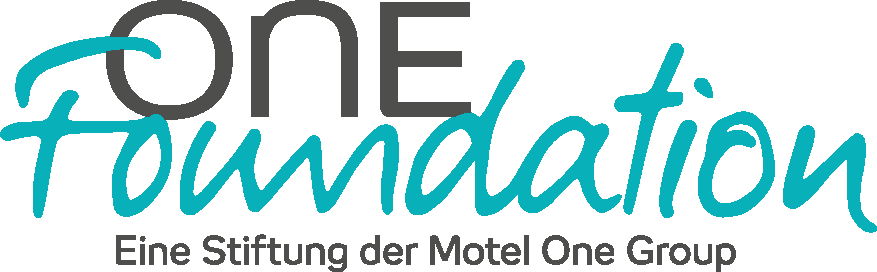 ONE
Foundation
Eine Stiftung der Motel One Group